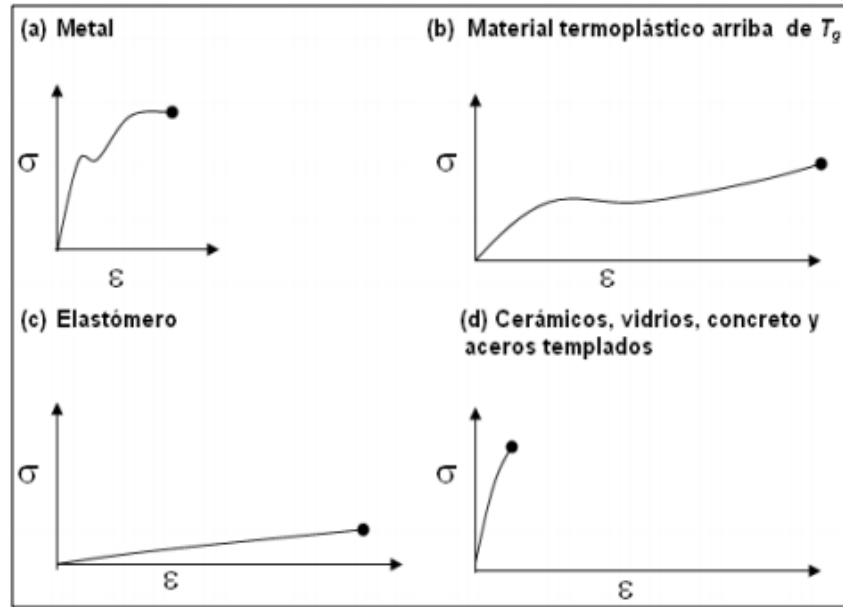 (a) Metal
σ
ε
(b) Material termoplástico arriba de Tg
σ
ε
(c) Elastómero
σ
ε
(d) Cerámicos, vidrios, concreto y
aceros templados
σ
ε